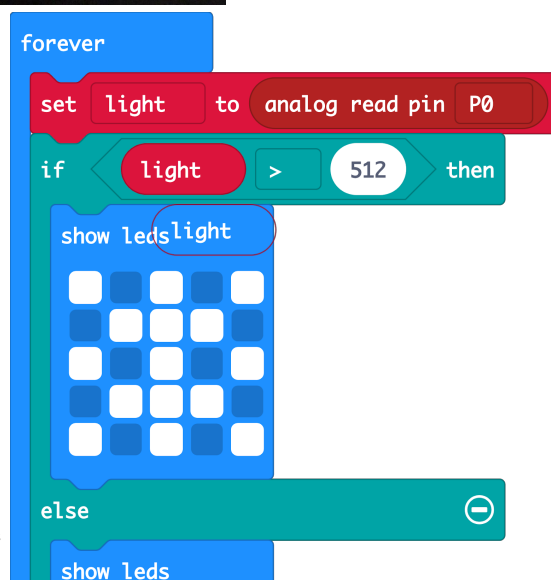 forever
set light to analog read pin P0
if light > 512 then
show leds light
else
show leds